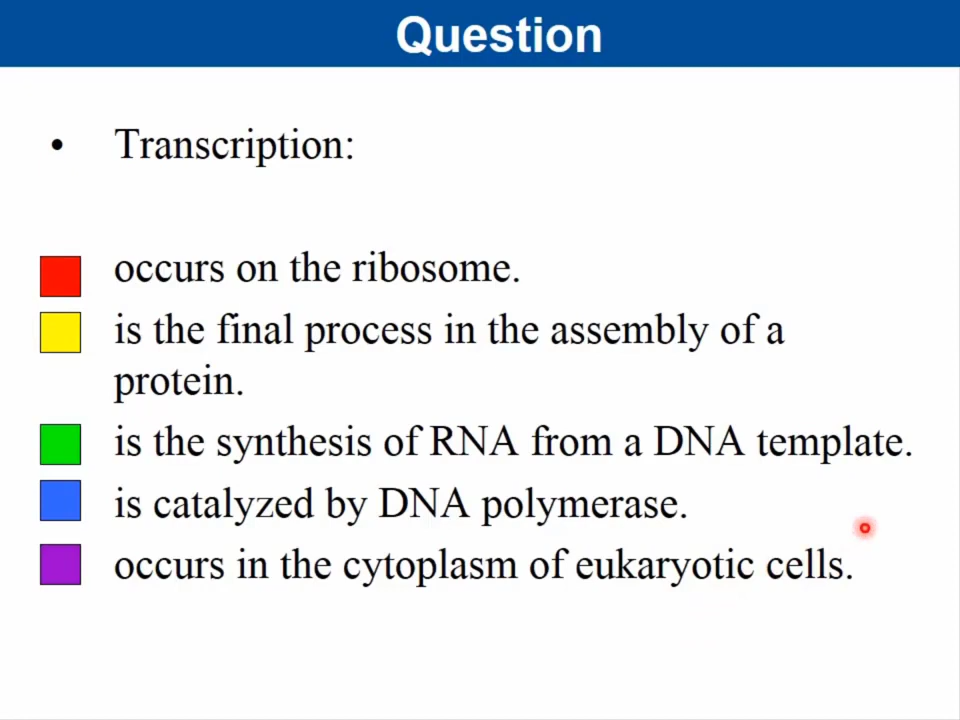 Question
• Transcription:
occurs on the ribosome.
is the final process in the assembly of a
protein.
is the synthesis of RNA from a DNA template.
is catalyzed by DNA polymerase.
occurs in the cytoplasm of eukaryotic cells.